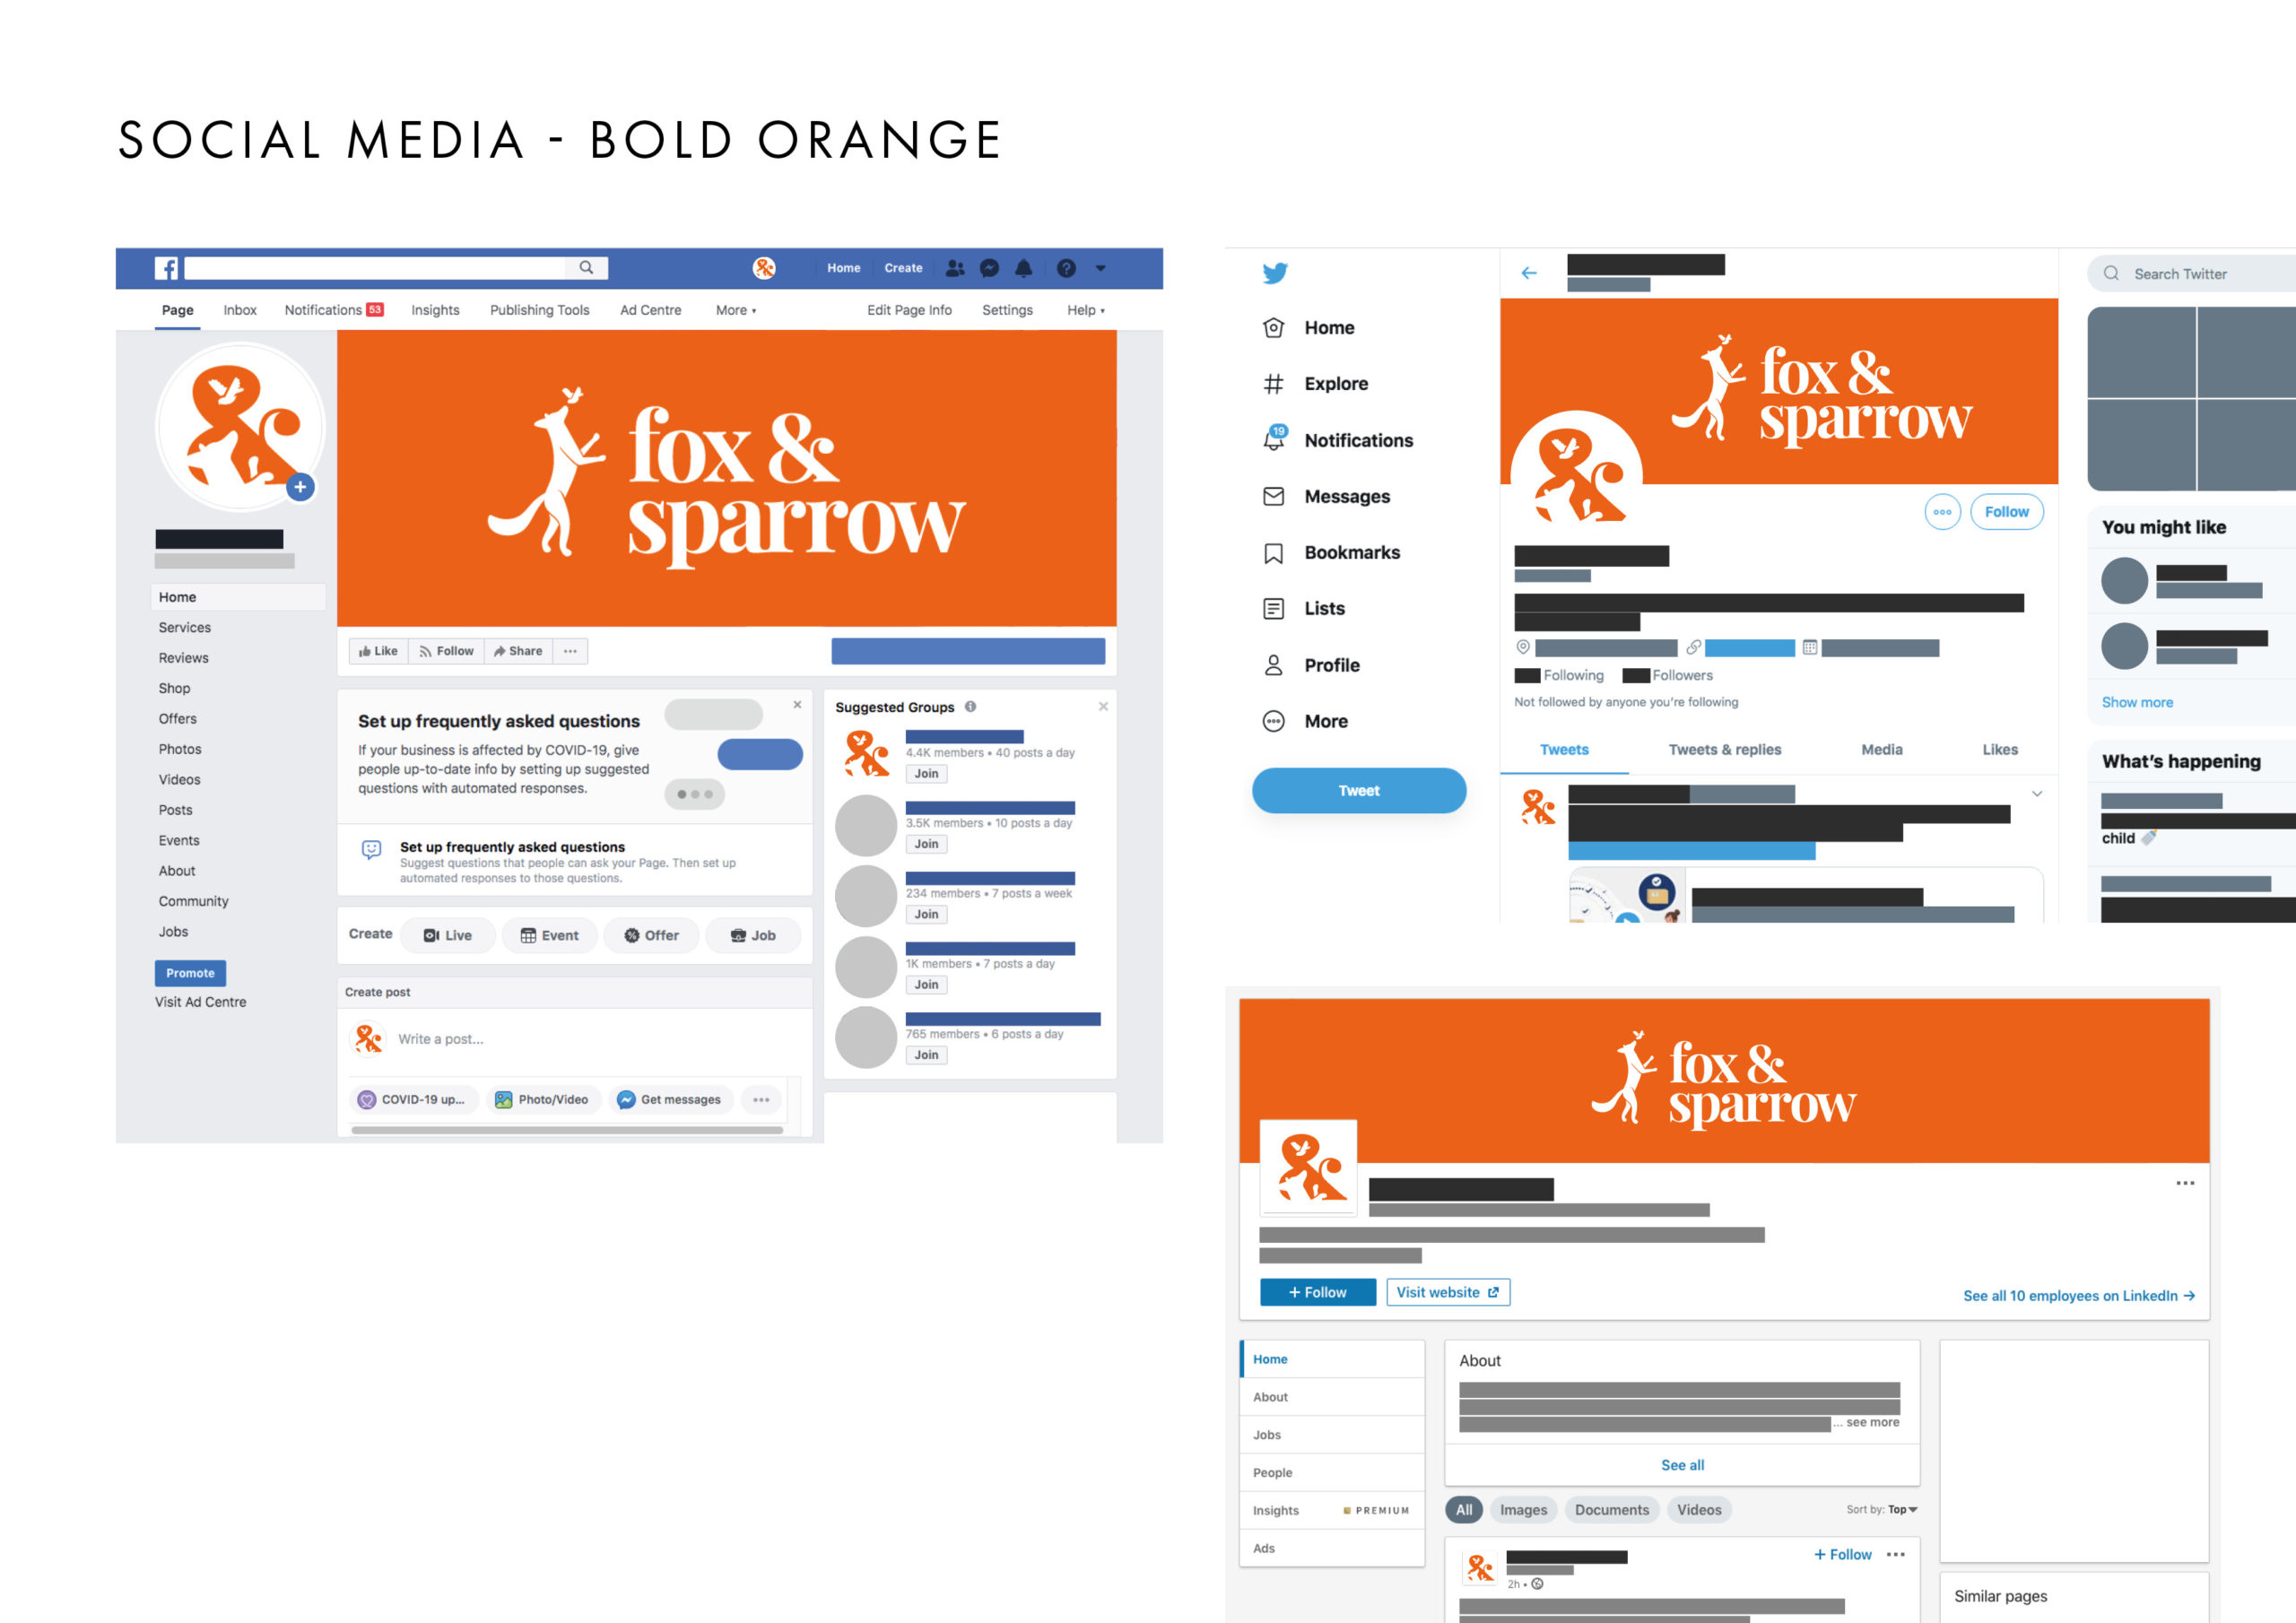 SOCIAL MEDIA - BOLD ORANGE
Home Create
Page Inbox Notifications 53 Insights Publishing Tools Ad Centre More Edit Page Info Settings Help
fox &
sparrow
Home
Services
Reviews
Shop
Offers
Photos
Videos
Posts
Events
About
Community
Jobs
Promote
Visit Ad Centre
Like Follow Share ...
Set up frequently asked questions
If your business is affected by COVID-19, give
people up-to-date info by setting up suggested
questions with automated responses.
Set up frequently asked questions
Suggest questions that people can ask your Page. Then set up
automated responses to those questions.
Create Live Event Offer Job
Create post
Write a post...
COVID-19 up... Photo/Video Get messages ...
Suggested Groups
4.4K members • 40 posts a day
Join
3.5K members • 10 posts a day
Join
234 members • 7 posts a week
Join
1K members • 7 posts a day
Join
765 members • 6 posts a day
Join
Home
Explore
19
Notifications
Messages
Bookmarks
Lists
Profile
More
Tweet
fox &
sparrow
Follow
Following Followers
Not followed by anyone you're following
Tweets Tweets & replies Media Likes
Search Twitter
You might like
Show more
What's happening
child
fox &
sparrow
+ Follow Visit website
See all 10 employees on LinkedIn →
Home
About
Jobs
People
Insights PREMIUM
Ads
About
... see more
See all
All Images Documents Videos Sort by: Top
+ Follow ...
2h •
Similar pages